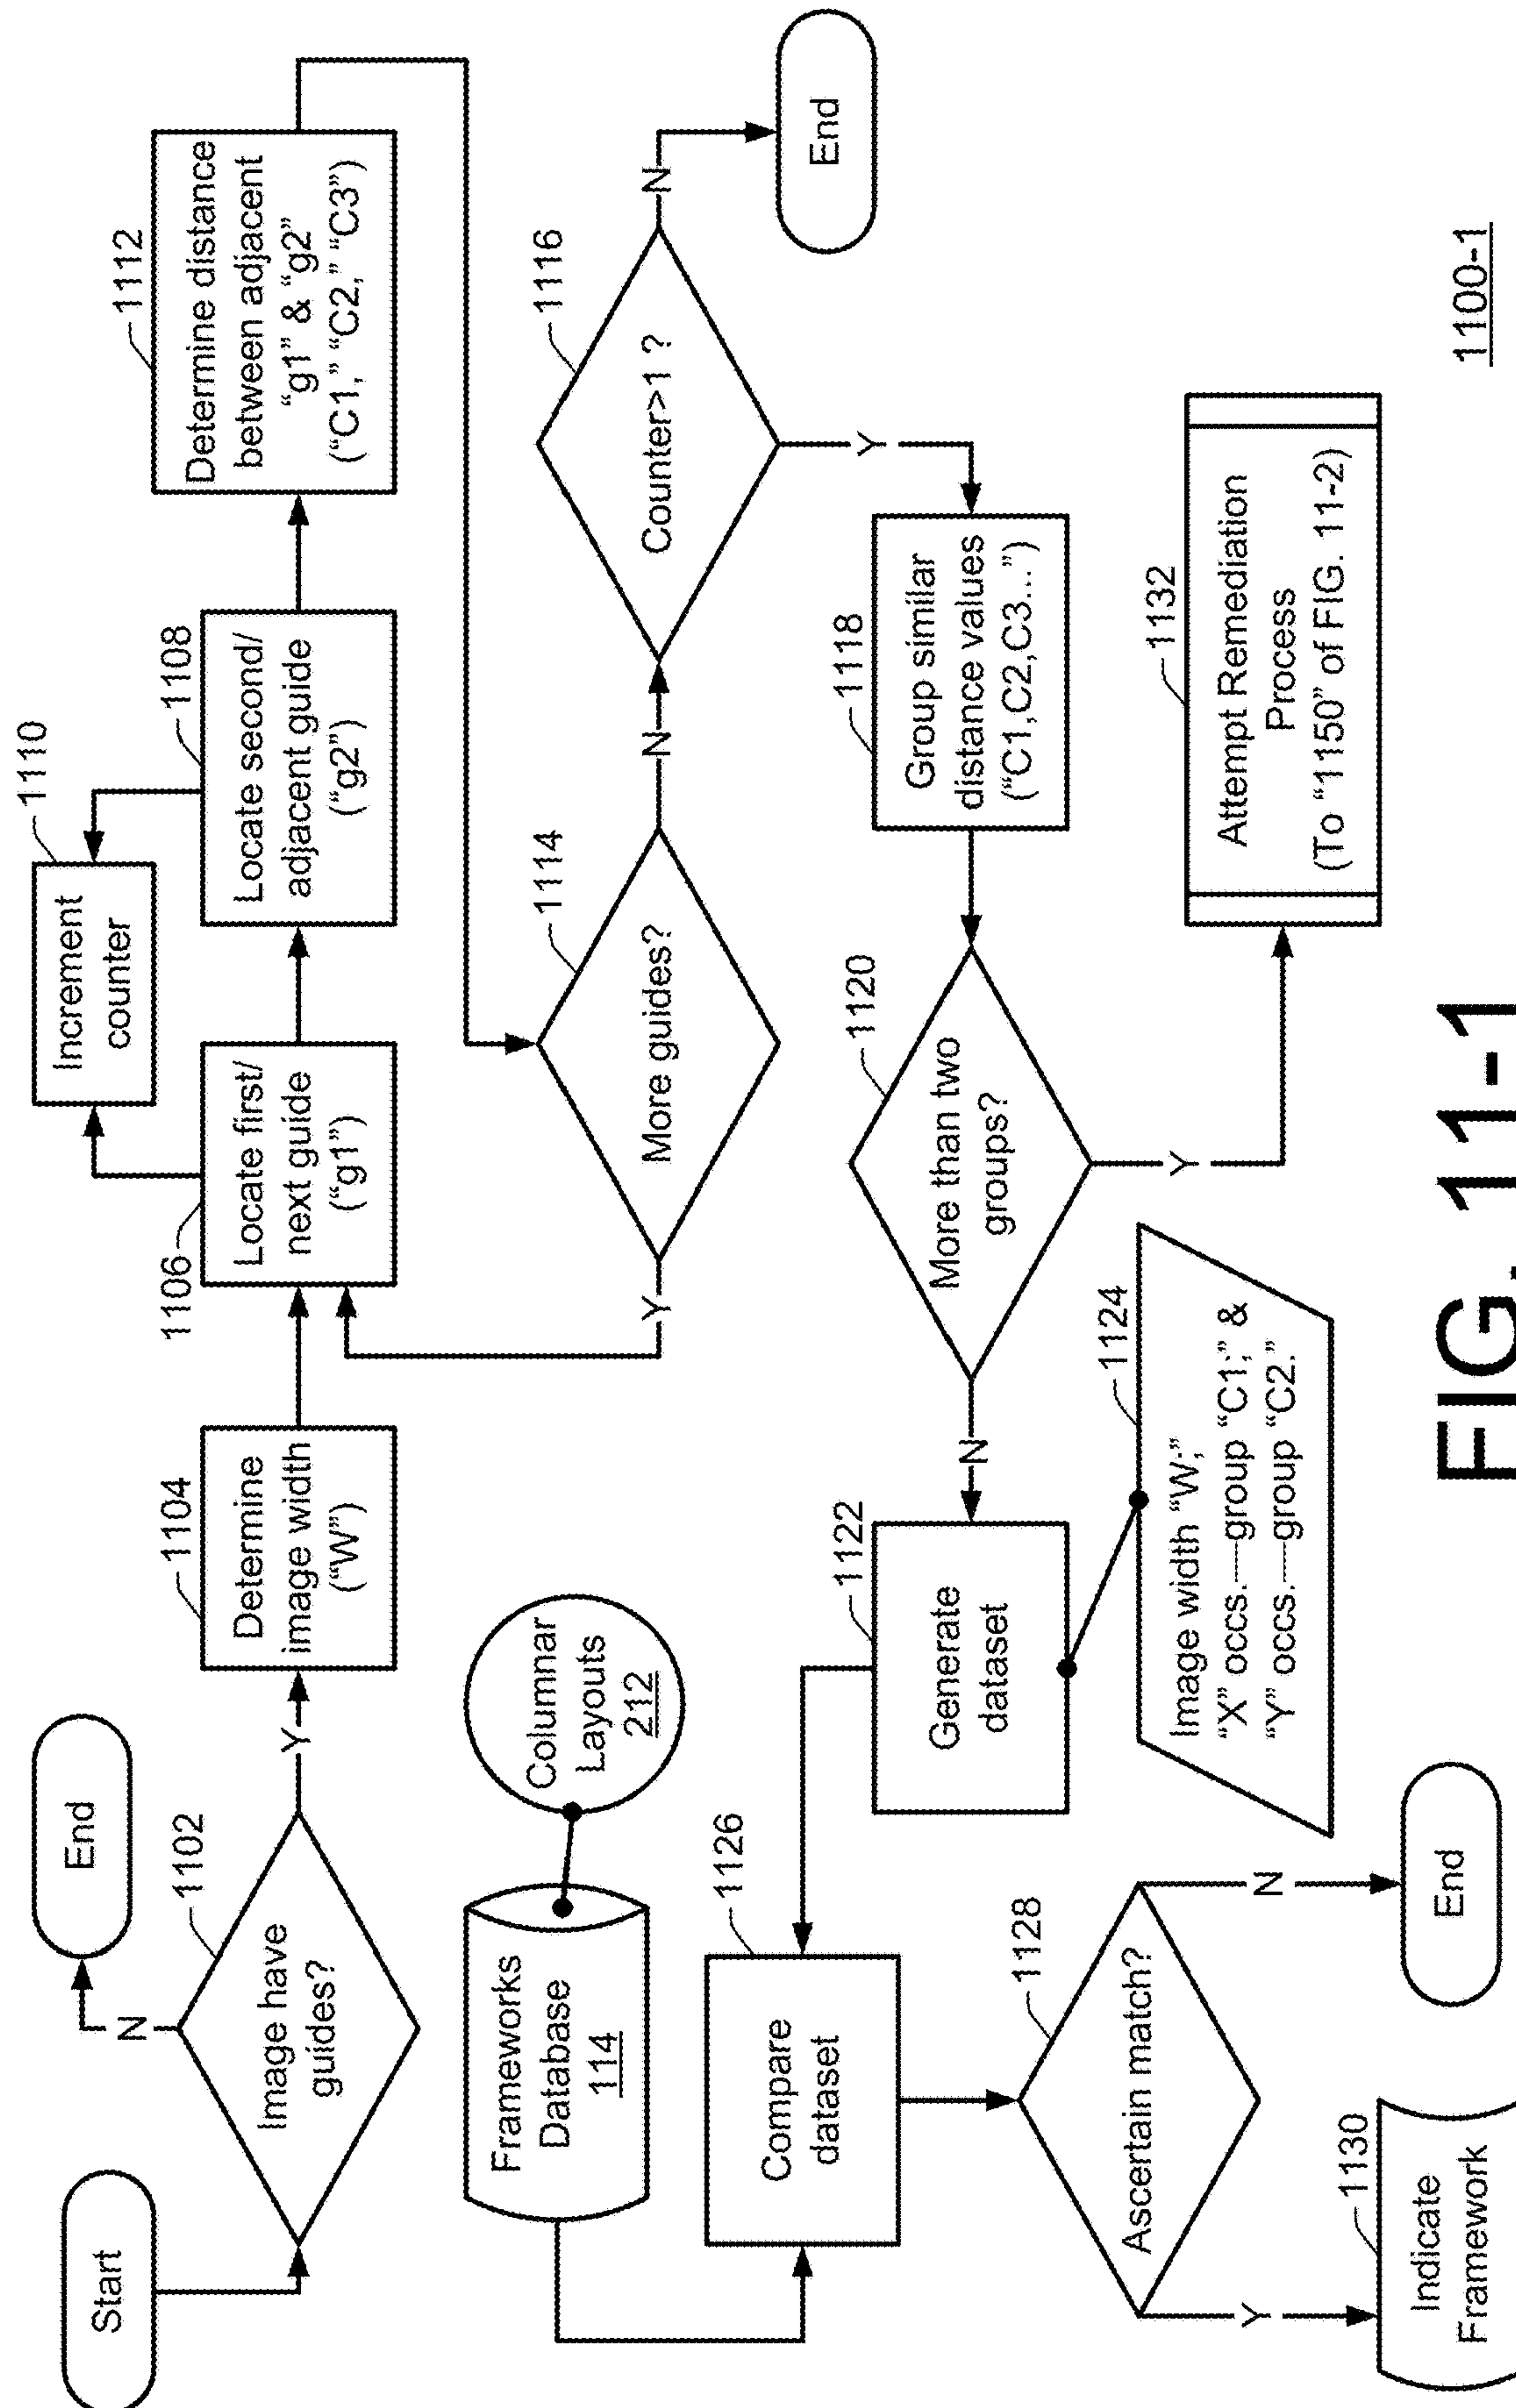 Start
Image have
guides?
1102
N
End
Y
Determine
image width
("W")
1104
Locate first/
next guide
("g1")
1106
Increment
counter
1110
Locate second/
adjacent guide
("g2")
1108
Determine distance
between adjacent
"g1" & "g2"
("C1," "C2," "C3")
1112
More guides?
1114
Y
N
Counter>1 ?
1116
N
End
Y
Group similar
distance values
("C1,C2,C3...")
1118
More than two
groups?
1120
Y
Attempt Remediation
Process
(To "1150" of FIG. 11-2)
1132
N
Generate
dataset
1122
Image width "W;"
"X" occs.—group "C1;" &
"Y" occs.—group "C2."
1124
Frameworks
Database
114
Columnar
Layouts
212
Compare
dataset
1126
Ascertain match?
1128
N
End
Y
Indicate
Framework
1130
1100-1
FIG. 11-1